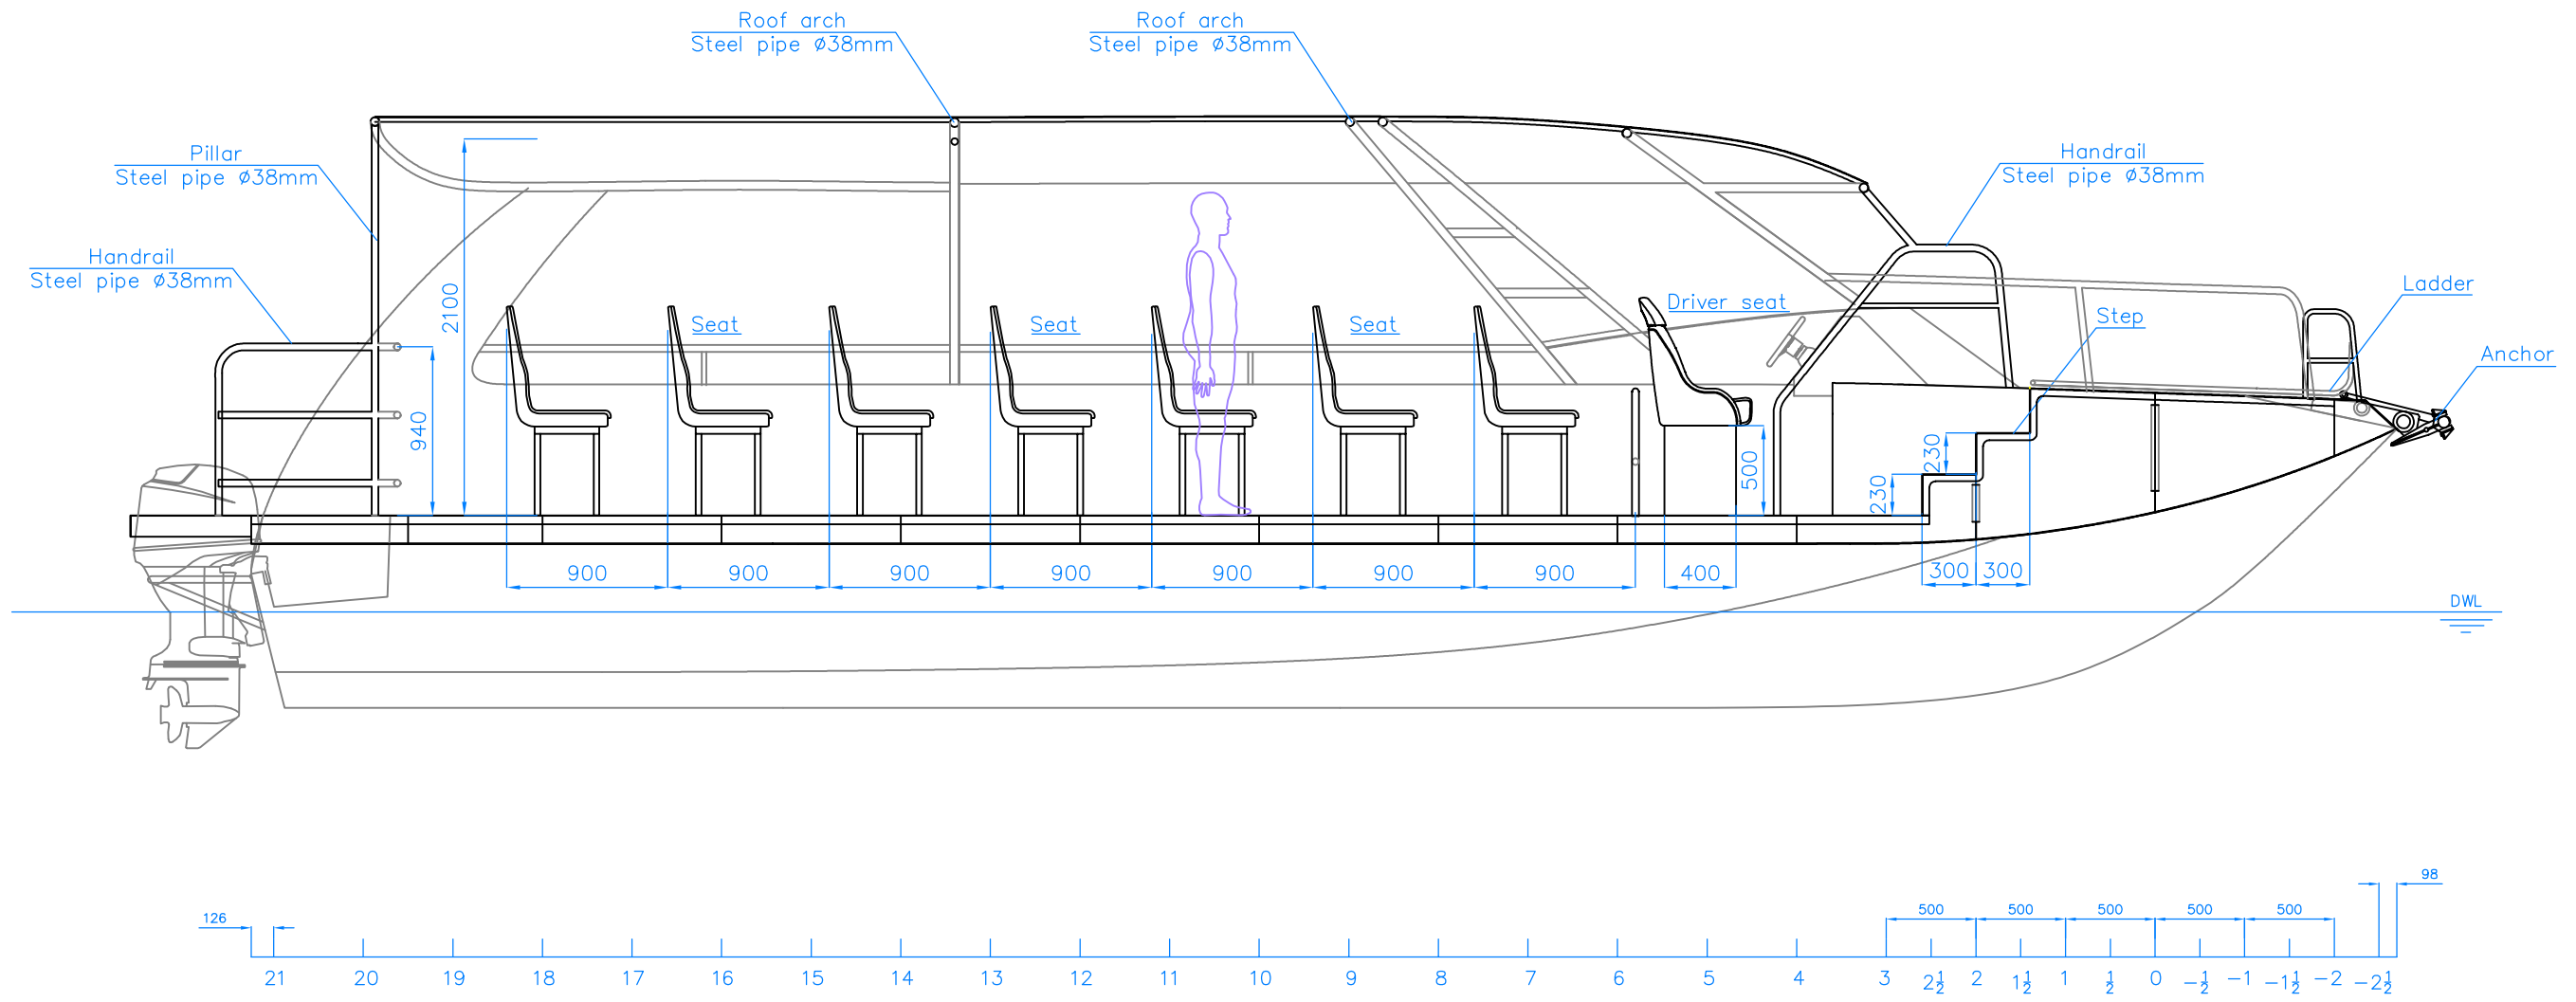 Roof arch
Steel pipe Ø38mm
Roof arch
Steel pipe Ø38mm
Pillar
Steel pipe Ø38mm
Handrail
Steel pipe Ø38mm
Handrail
Steel pipe Ø38mm
Ladder
Step
Anchor
2100
Seat
Seat
Seat
Driver seat
940
500
230
230
900
900
900
900
900
900
900
400
300
300
DWL
98
126
500
500
500
500
500
21 20 19 18 17 16 15 14 13 12 11 10 9 8 7 6 5 4 3 2½ 2 1½ 1 ½ 0 -½ -1 -1½ -2 -2½